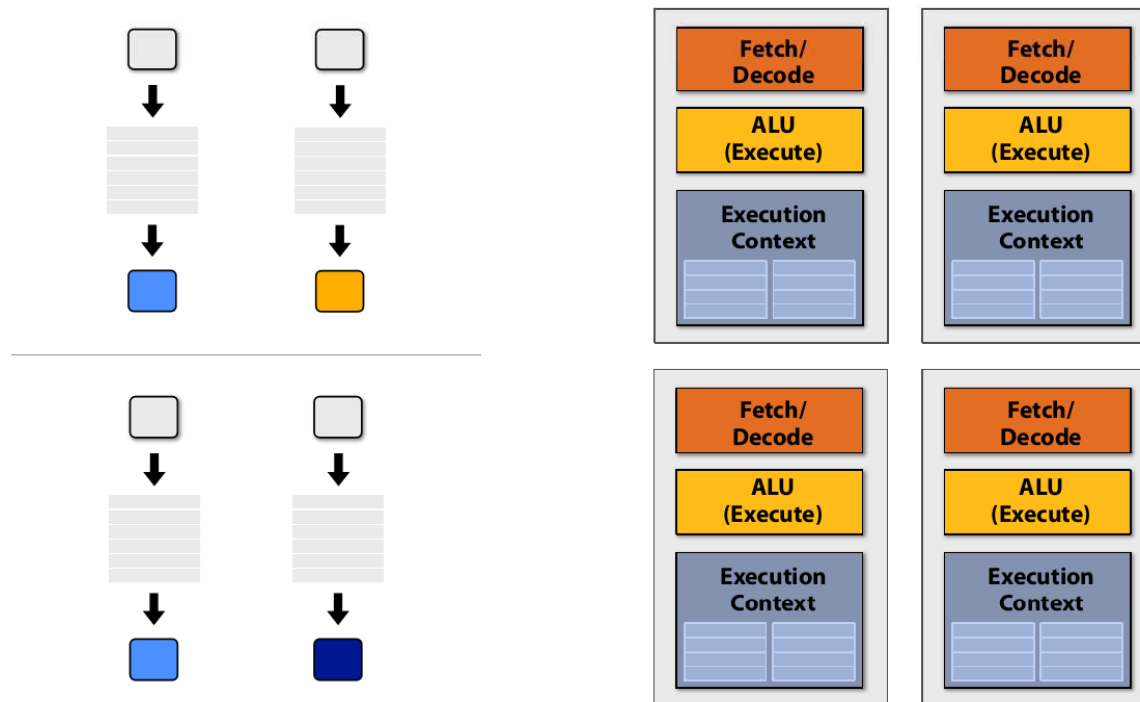 Fetch/
Decode
ALU
(Execute)
Execution
Context
Fetch/
Decode
ALU
(Execute)
Execution
Context
Fetch/
Decode
ALU
(Execute)
Execution
Context
Fetch/
Decode
ALU
(Execute)
Execution
Context